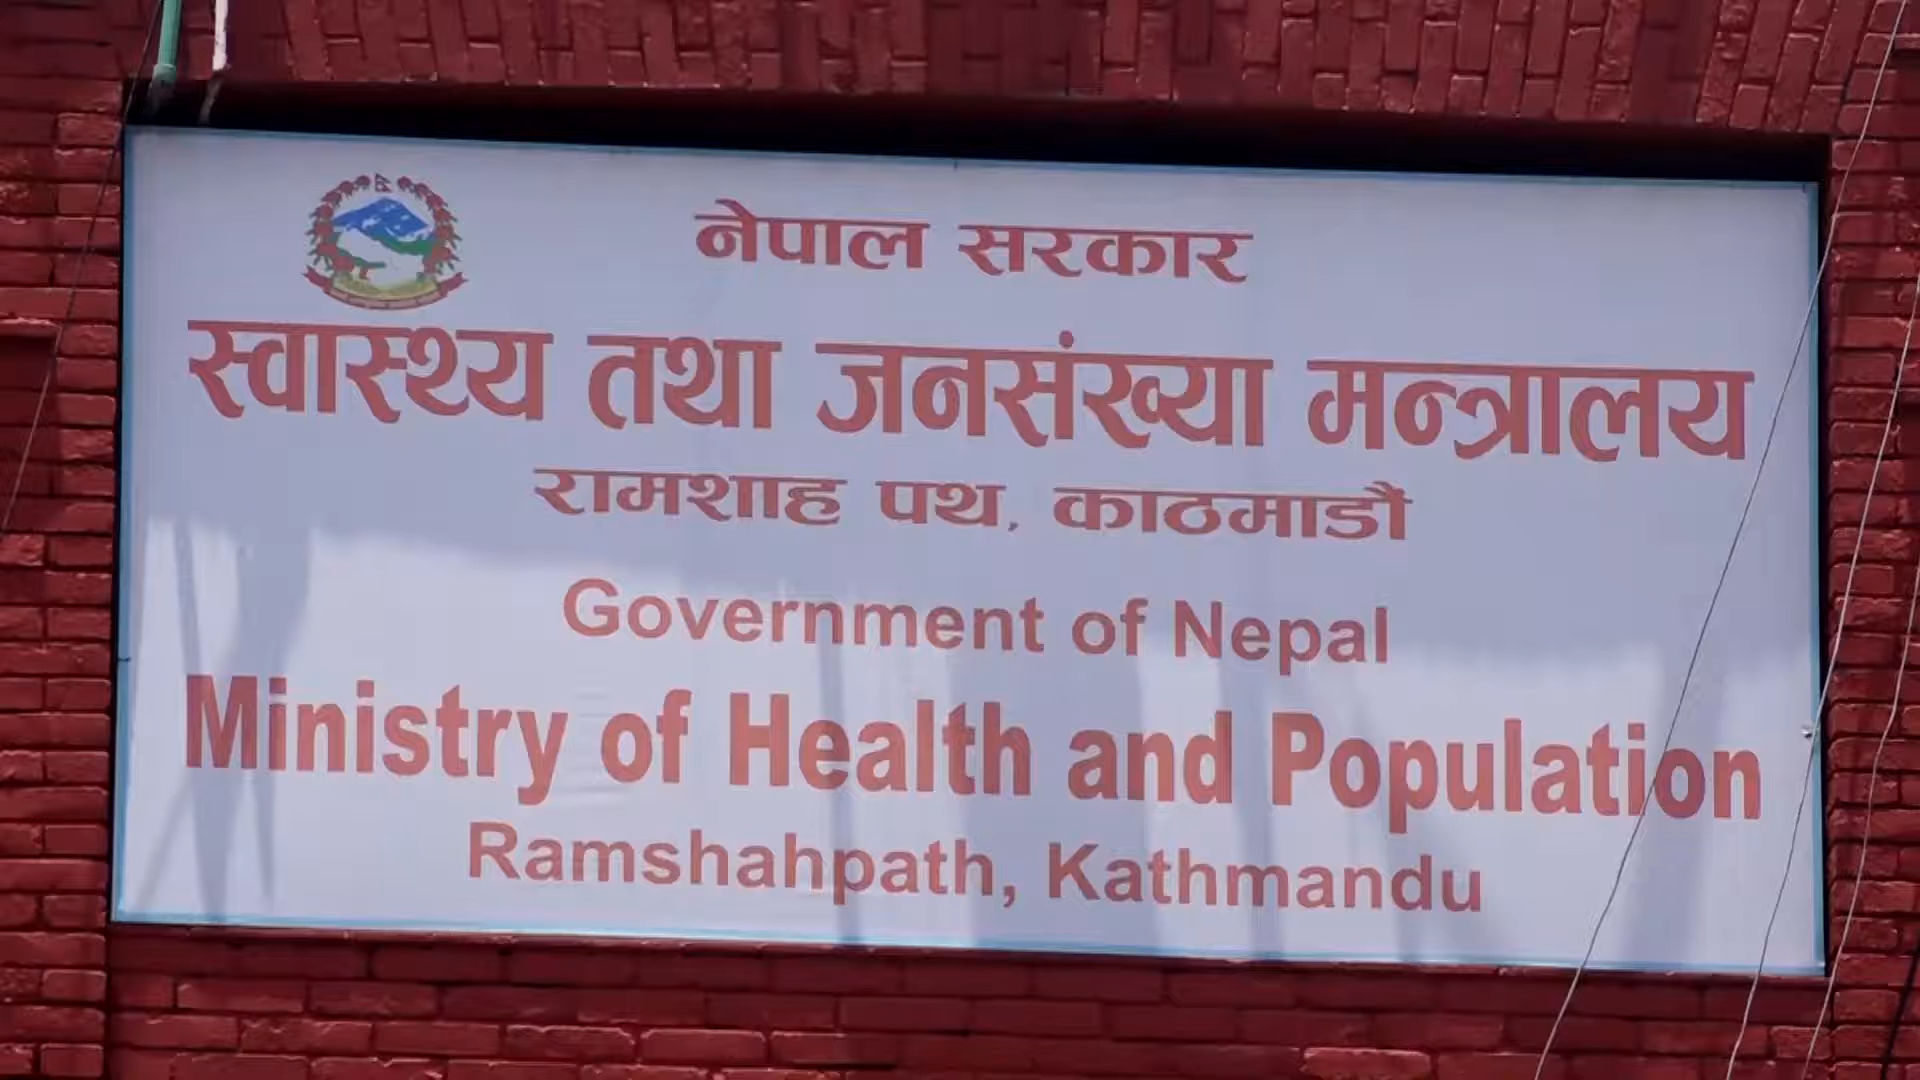 नेपाल सरकार
स्वास्थ्य तथा जनसंख्या मन्त्रालय
रामशाह पथ, काठमाडौं
Government of Nepal
Ministry of Health and Population
Ramshahpath, Kathmandu